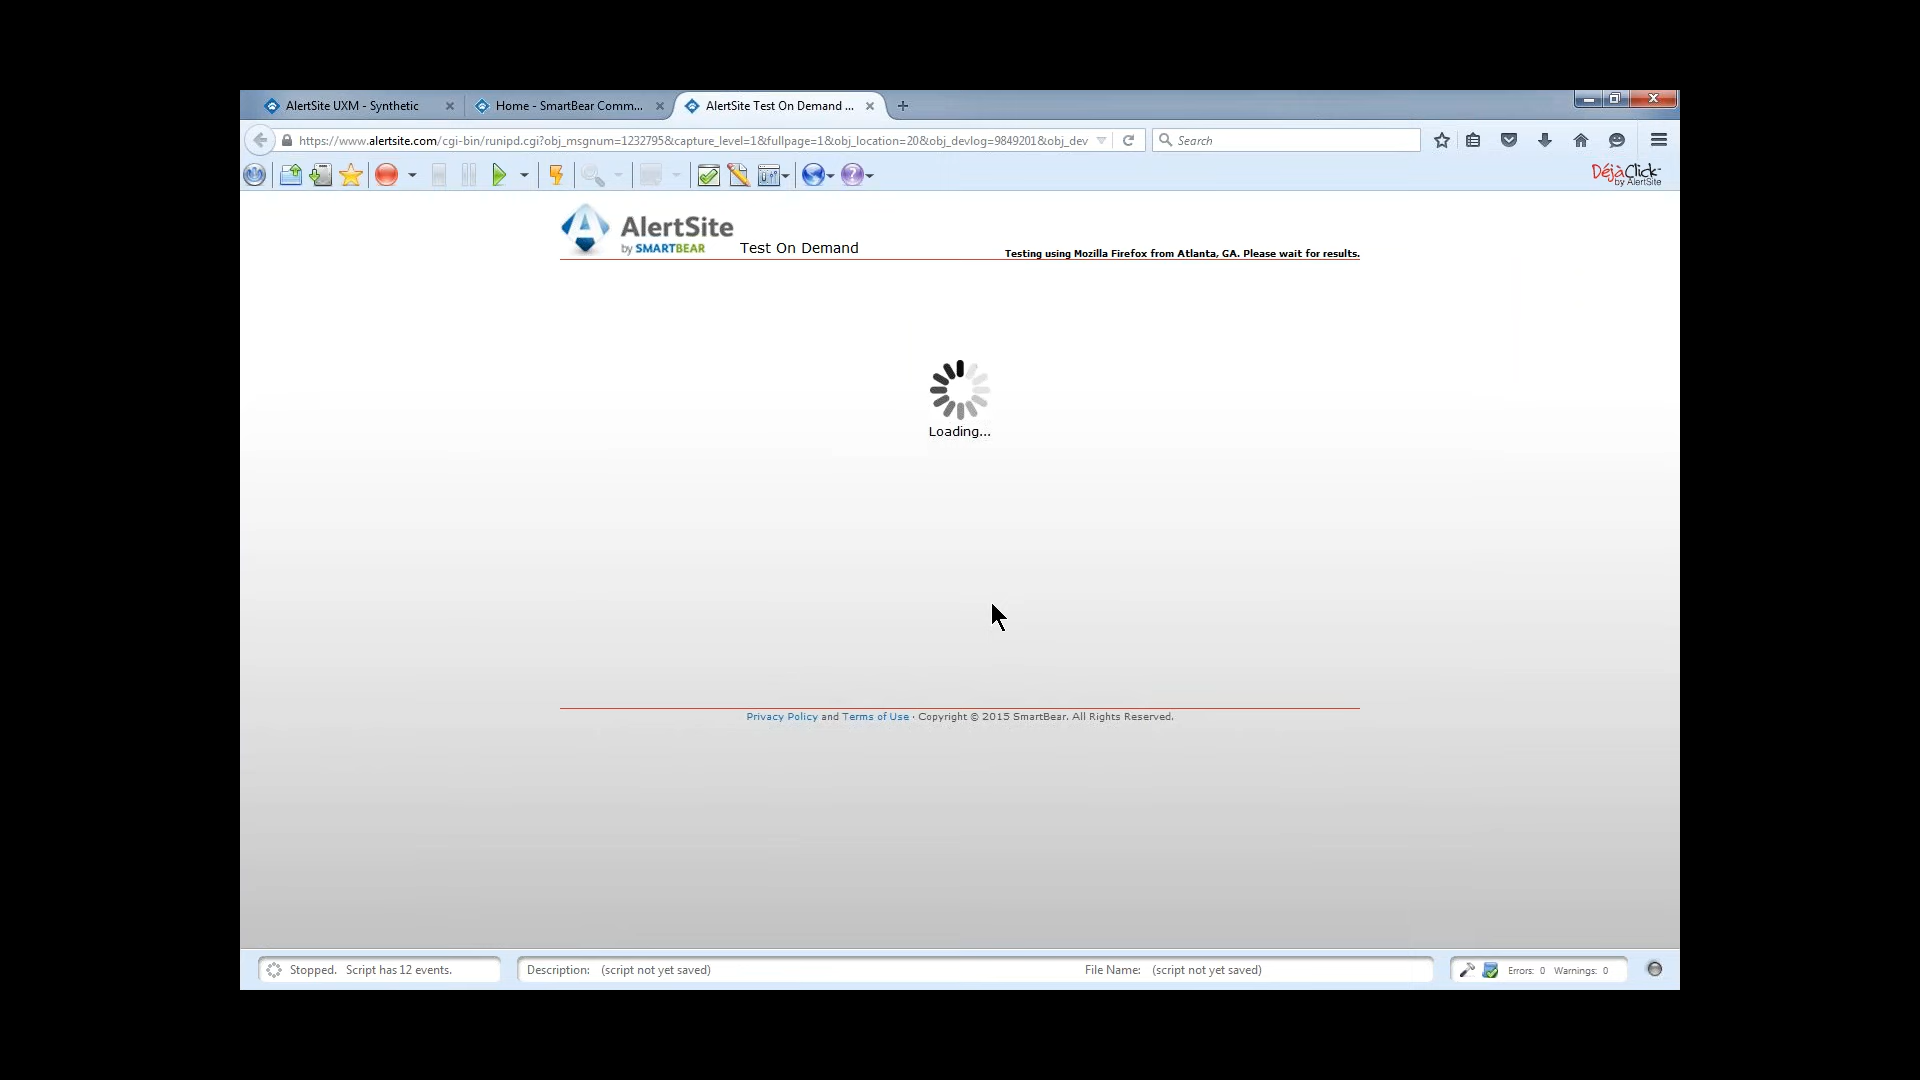 AlertSite UXM - Synthetic
Home - SmartBear Comm...
AlertSite Test On Demand ...
https://www.alertsite.com/cgi-bin/runipd.cgi?obj_msgnum=1232795&capture_level=1&fullpage=1&obj_location=20&obj_devlog=9849201&obj_dev
Search
DéjàClick
by AlertSite
AlertSite
by SMARTBEAR
Test On Demand
Testing using Mozilla Firefox from Atlanta, GA. Please wait for results.
Loading...
Privacy Policy and Terms of Use · Copyright © 2015 SmartBear. All Rights Reserved.
Stopped. Script has 12 events.
Description: (script not yet saved)
File Name: (script not yet saved)
Errors: 0 Warnings: 0